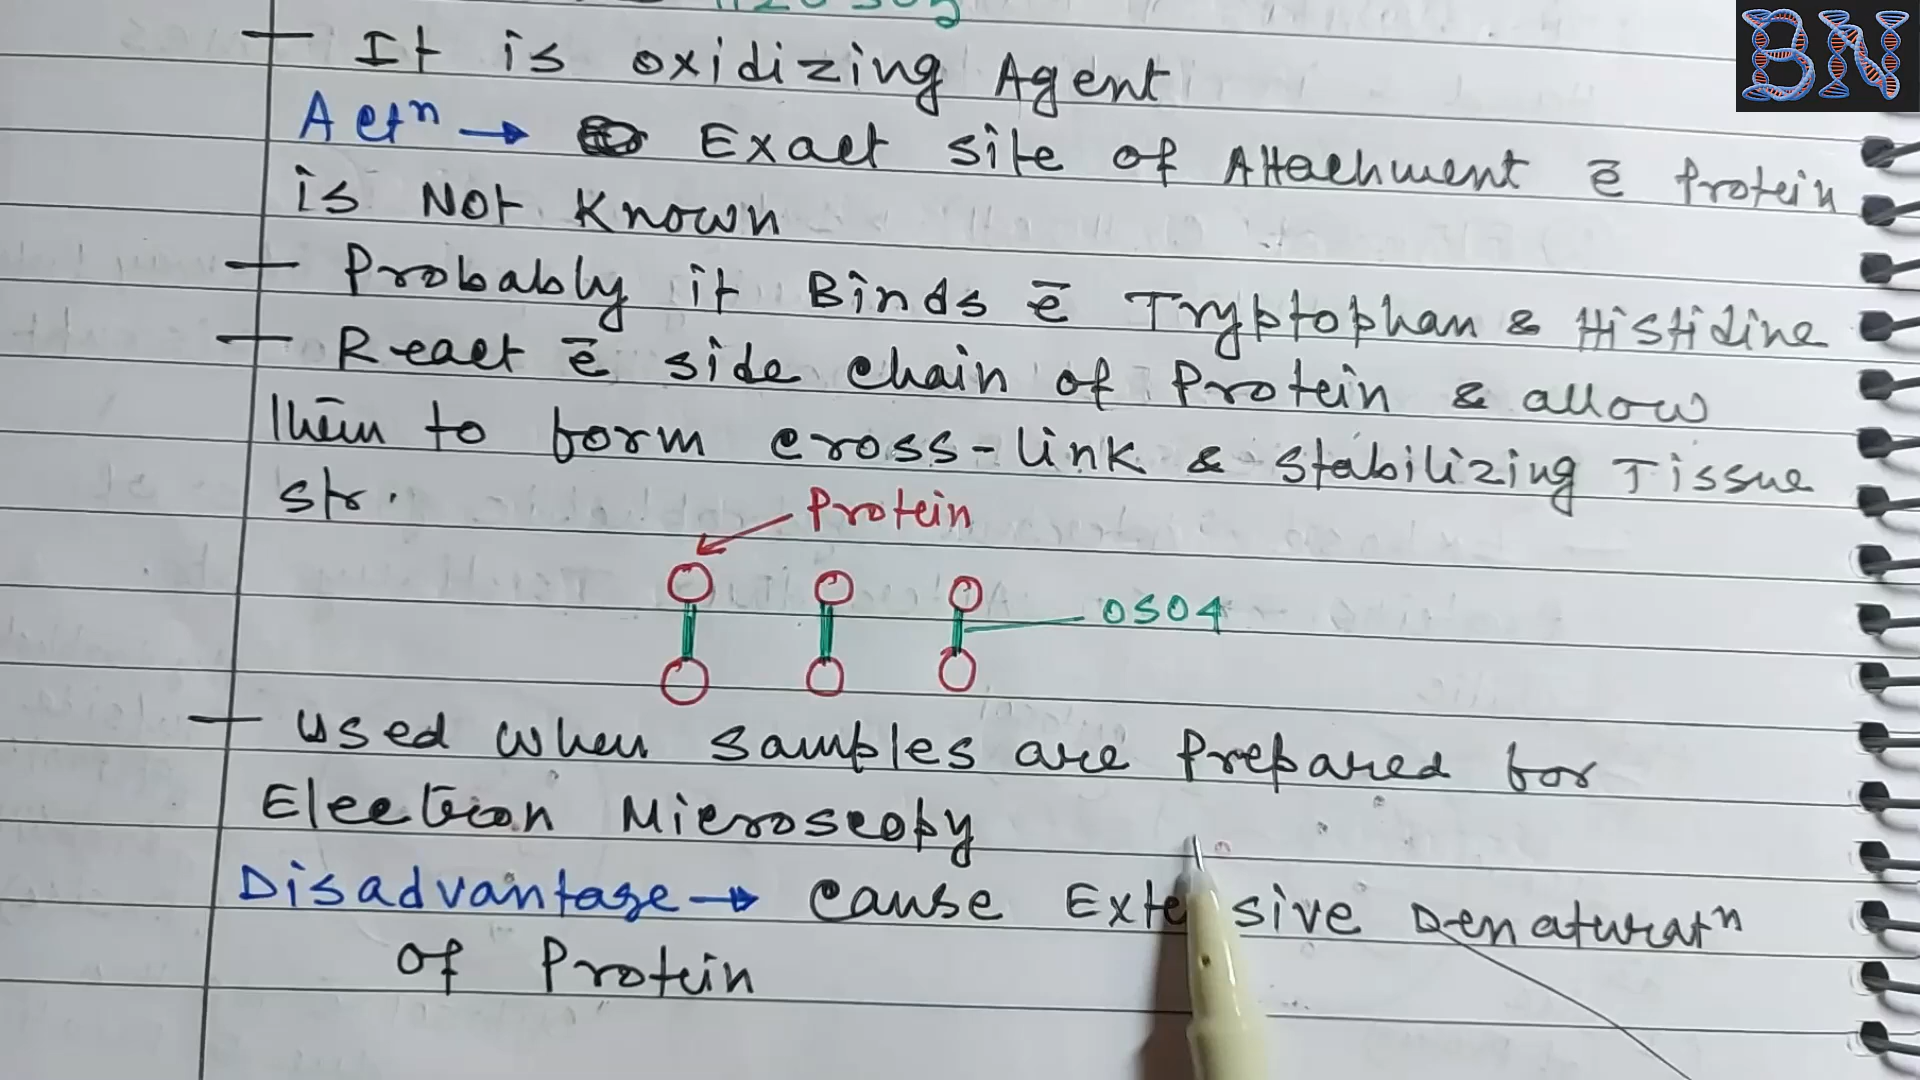 BN
- It is oxidizing Agent
Actⁿ → Exact site of Attachment c̄ Protein
is Not Known
- Probably it Binds c̄ Tryptophan & Histidine
- React c̄ side chain of Protein & allow
them to form cross-link & stabilizing Tissue
str.
Protein
OSO4
- used when samples are Prepared for
Electron Microscopy
Disadvantage → cause Extensive Denaturatⁿ
of Protein